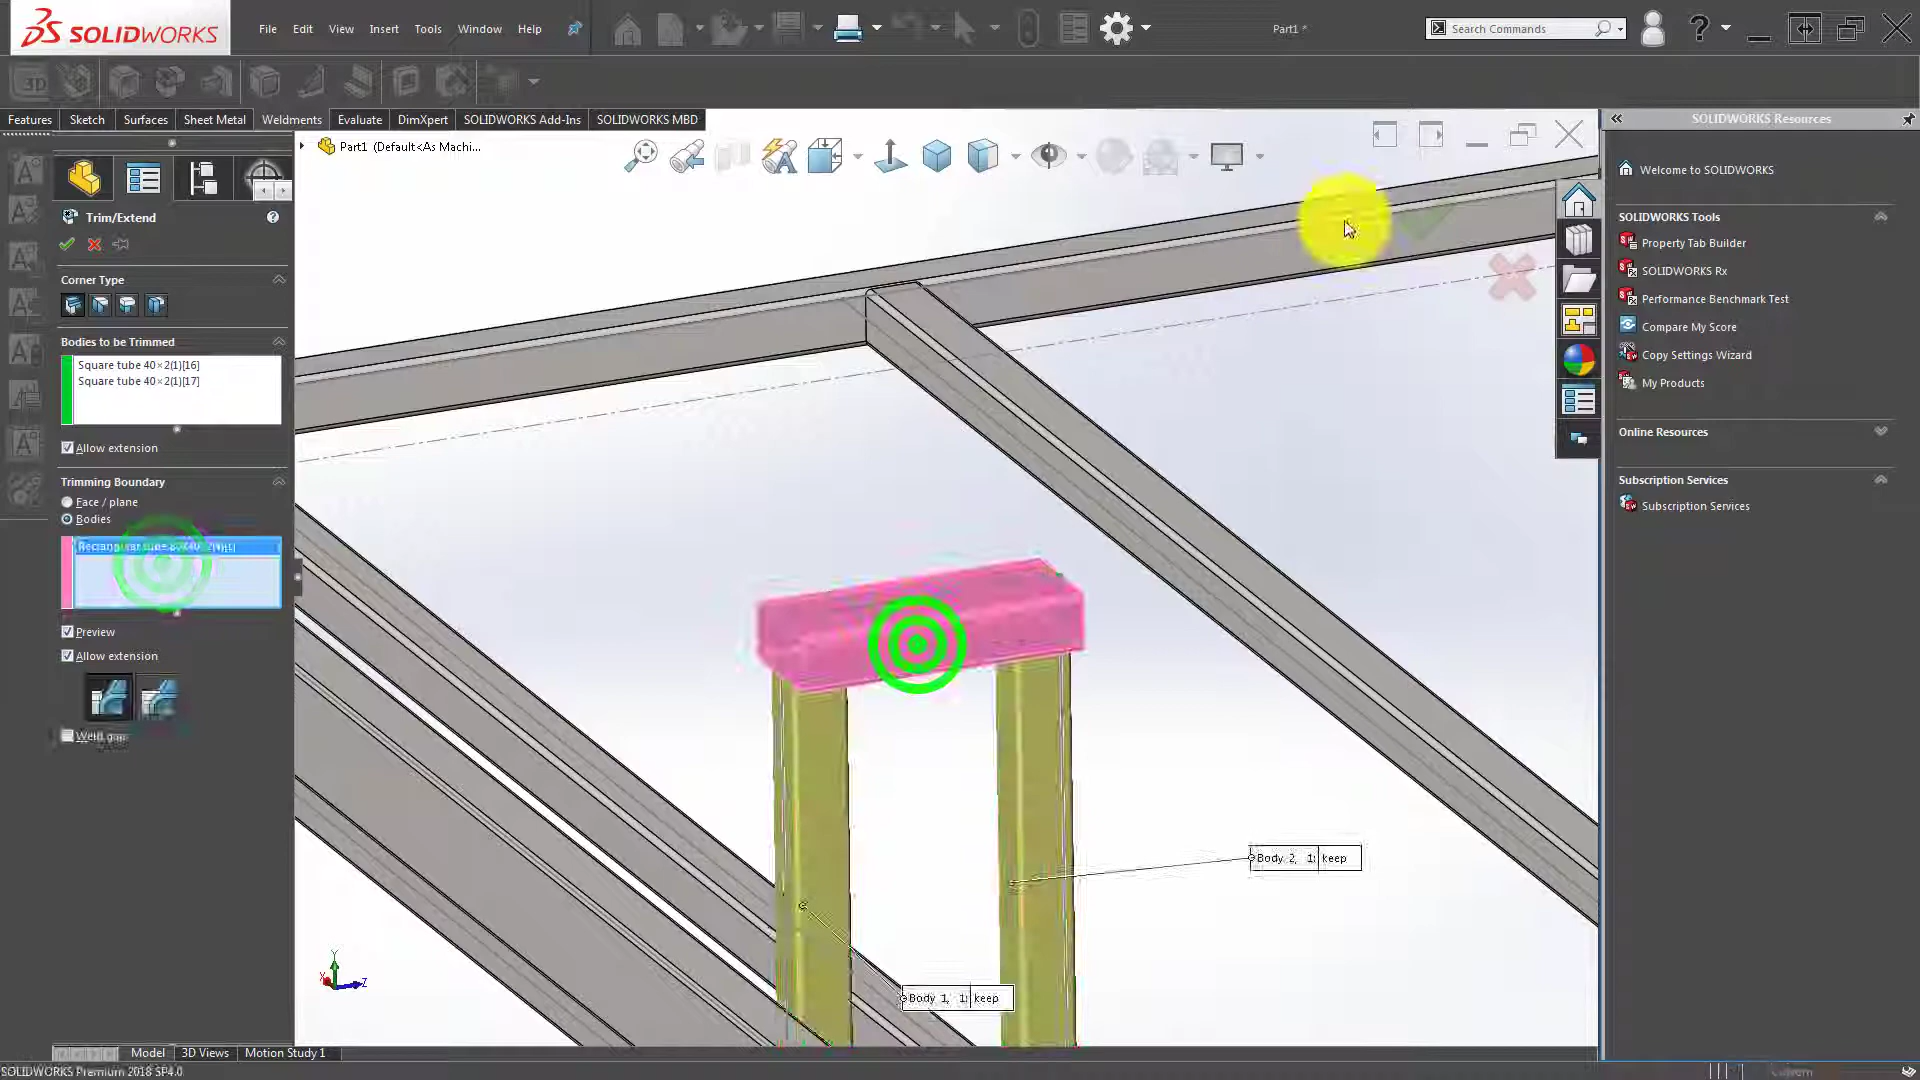 SOLIDWORKS
File Edit View Insert Tools Window Help
Part1 *
Search Commands
3D
Features Sketch Surfaces Sheet Metal Weldments Evaluate DimXpert SOLIDWORKS Add-Ins SOLIDWORKS MBD
SOLIDWORKS Resources
Part1 (Default<As Machi...
Welcome to SOLIDWORKS
Trim/Extend
SOLIDWORKS Tools
Property Tab Builder
SOLIDWORKS Rx
Performance Benchmark Test
Compare My Score
Copy Settings Wizard
My Products
Online Resources
Subscription Services
Subscription Services
Corner Type
Bodies to be Trimmed
Square tube 40×2(1)[16]
Square tube 40×2(1)[17]
Allow extension
Trimming Boundary
Face / plane
Bodies
Preview
Allow extension
Weld gap
Body 2, 1: keep
Body 1, 1: keep
Y
X
Z
Model 3D Views Motion Study 1
SOLIDWORKS Premium 2018 SP4.0
Custom